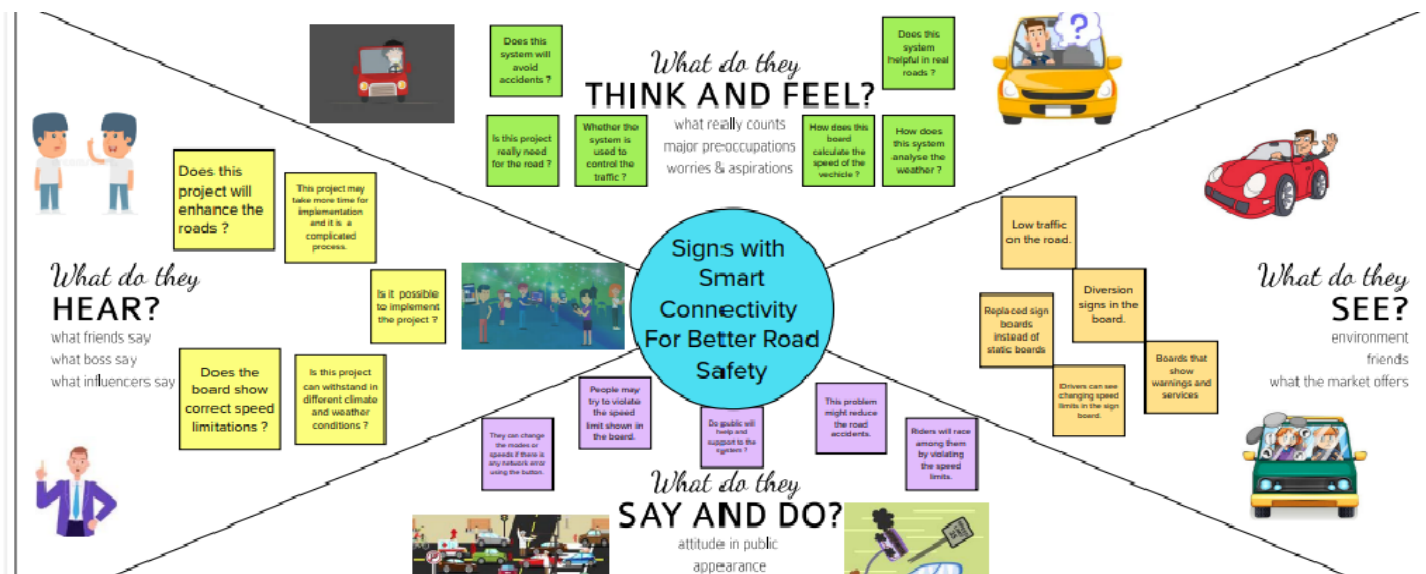 Does this
system will
avoid
accidents ?
What do they
THINK AND FEEL?
what really counts
major pre-occupations
worries & aspirations
Does this
system
helpful in real
roads ?
Is this project
really need
for the road ?
Whether the
system is
used to
control the
traffic ?
How does this
board
calculate the
speed of the
vechicle ?
How does
this system
analyse the
weather ?
?
Does this
project will
enhance the
roads ?
This project may
take more time for
implementation
and it is a
complicated
process.
What do they
HEAR?
what friends say
what boss say
what influencers say
Is it possible
to implement
the project ?
Does the
board show
correct speed
limitations ?
Is this project
can withstand in
different climate
and weather
conditions ?
Signs with
Smart
Connectivity
For Better Road
Safety
Low traffic
on the road.
Diversion
signs in the
board.
Replaced sign
boards
instead of
static boards
Drivers can see
changing speed
limits in the sign
board.
Boards that
show
warnings and
services
What do they
SEE?
environment
friends
what the market offers
They can change
the modes or
speeds if there is
any network error
using the button.
People may
try to violate
the speed
limit shown in
the board.
Do public will
heelp and
support to the
system ?
This problem
might reduce
the road
accidents.
Riders will race
among them
by violating
the speed
limits.
What do they
SAY AND DO?
attitude in public
appearance